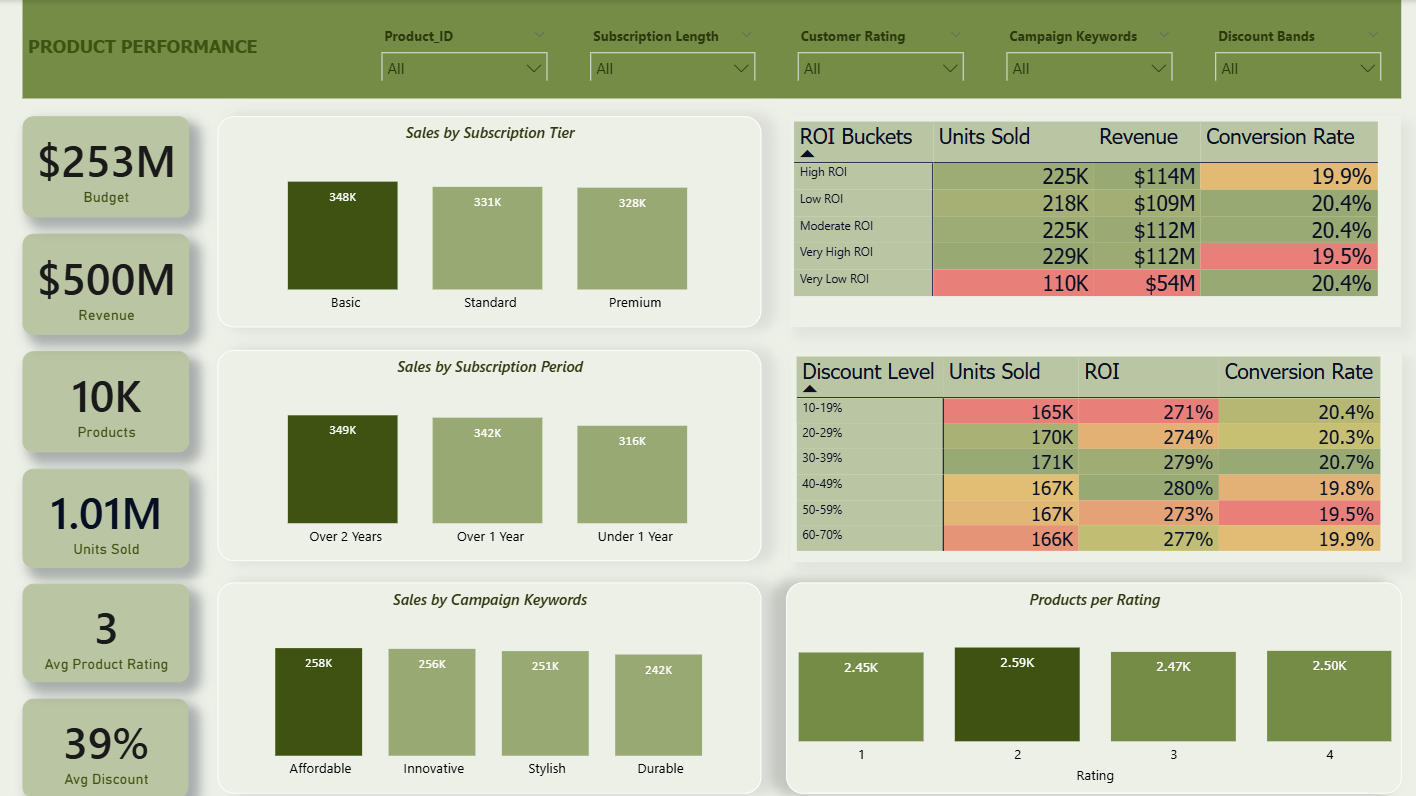 PRODUCT PERFORMANCE
Product_ID
All
Subscription Length
All
Customer Rating
All
Campaign Keywords
All
Discount Bands
All
$253M
Budget
$500M
Revenue
10K
Products
1.01M
Units Sold
3
Avg Product Rating
39%
Avg Discount
Sales by Subscription Tier
348K 331K 328K
Basic Standard Premium
Sales by Subscription Period
349K 342K 316K
Over 2 Years Over 1 Year Under 1 Year
Sales by Campaign Keywords
258K 256K 251K 242K
Affordable Innovative Stylish Durable
ROI Buckets Units Sold Revenue Conversion Rate
High ROI 225K $114M 19.9%
Low ROI 218K $109M 20.4%
Moderate ROI 225K $112M 20.4%
Very High ROI 229K $112M 19.5%
Very Low ROI 110K $54M 20.4%
Discount Level Units Sold ROI Conversion Rate
10-19% 165K 271% 20.4%
20-29% 170K 274% 20.3%
30-39% 171K 279% 20.7%
40-49% 167K 280% 19.8%
50-59% 167K 273% 19.5%
60-70% 166K 277% 19.9%
Products per Rating
2.45K 2.59K 2.47K 2.50K
1 2 3 4
Rating